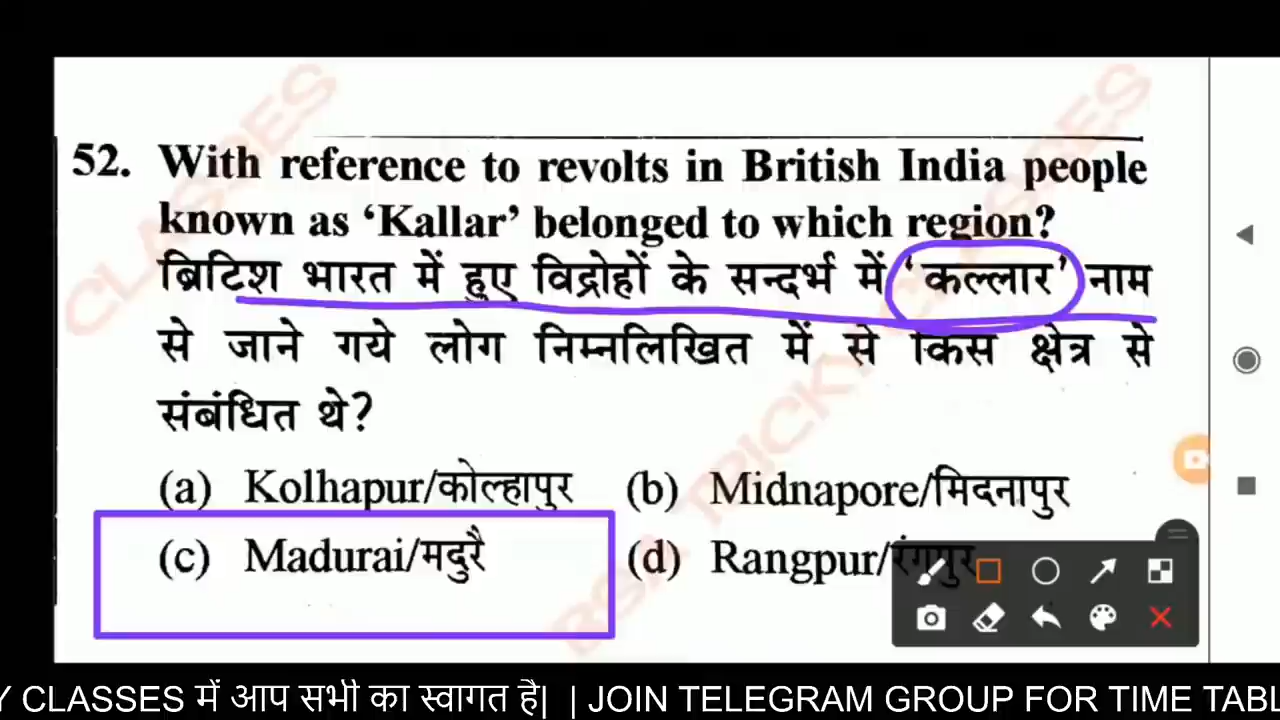 52. With reference to revolts in British India people
known as ‘Kallar’ belonged to which region?
ब्रिटिश भारत में हुए विद्रोहों के सन्दर्भ में ‘कल्लार’ नाम
से जाने गये लोग निम्नलिखित में से किस क्षेत्र से
संबंधित थे?
(a) Kolhapur/कोल्हापुर (b) Midnapore/मिदनापुर
(c) Madurai/मदुरै (d) Rangpur/रंगपुर
Y CLASSES में आप सभी का स्वागत है| | JOIN TELEGRAM GROUP FOR TIME TABL